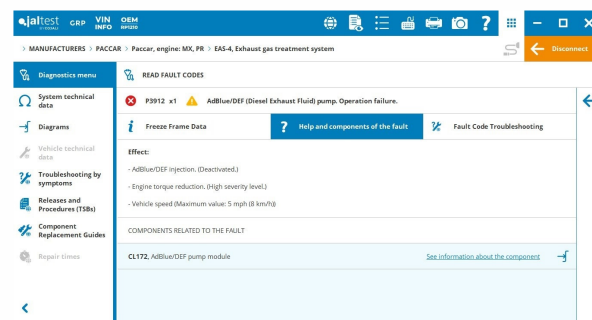 jaltest GRP VIN OEM
INFO RP1210
> MANUFACTURERS > PACCAR > Paccar, engine: MX, PR > EAS-4, Exhaust gas treatment system
Disconnect
Diagnostics menu
READ FAULT CODES
System technical
data
P3912 x1 AdBlue/DEF (Diesel Exhaust Fluid) pump. Operation failure.
Diagrams
Freeze Frame Data
Help and components of the fault
Fault Code Troubleshooting
Vehicle technical
data
Effect:
- AdBlue/DEF injection. (Deactivated.)
Troubleshooting by
symptoms
- Engine torque reduction. (High severity level.)
Releases and
Procedures (TSBs)
- Vehicle speed (Maximum value: 5 mph (8 km/h))
Component
Replacement Guides
COMPONENTS RELATED TO THE FAULT
Repair times
CL172, AdBlue/DEF pump module
See information about the component